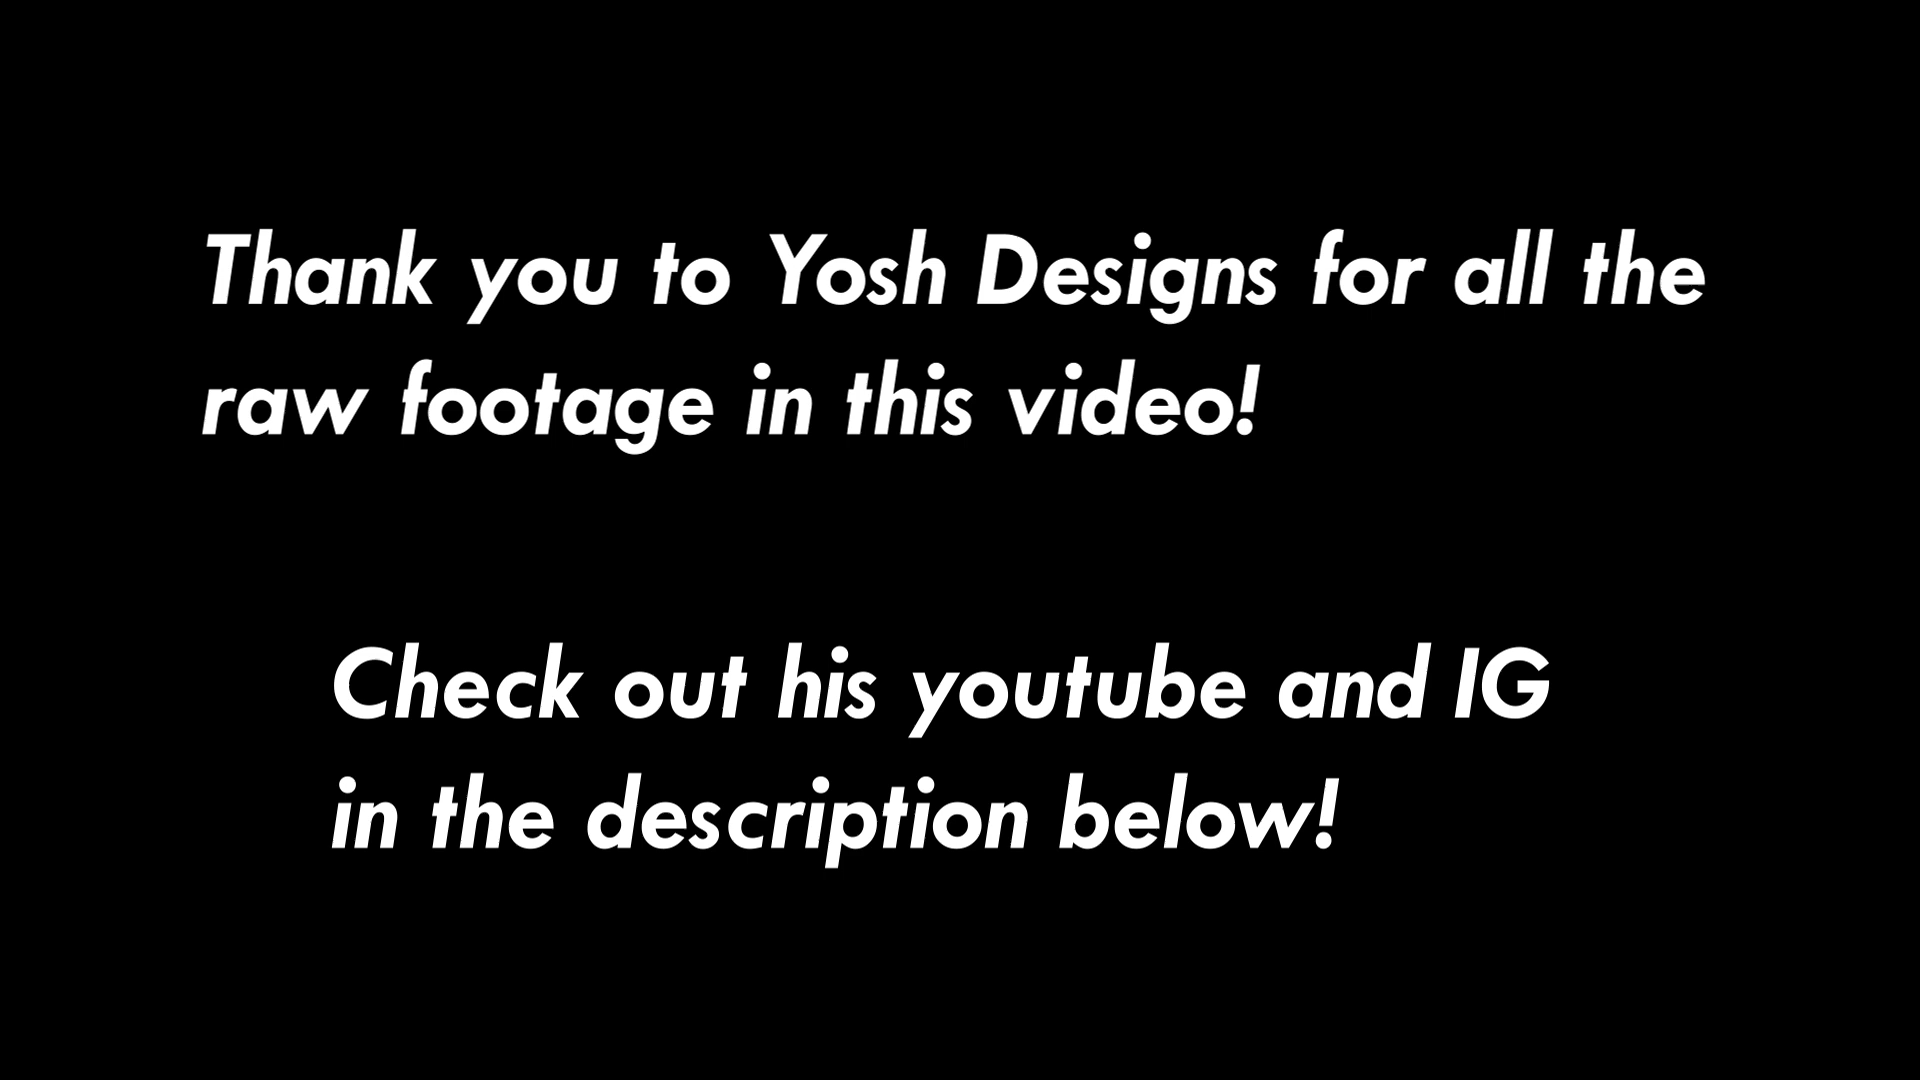 Thank you to Yosh Designs for all the
raw footage in this video!
Check out his youtube and IG
in the description below!